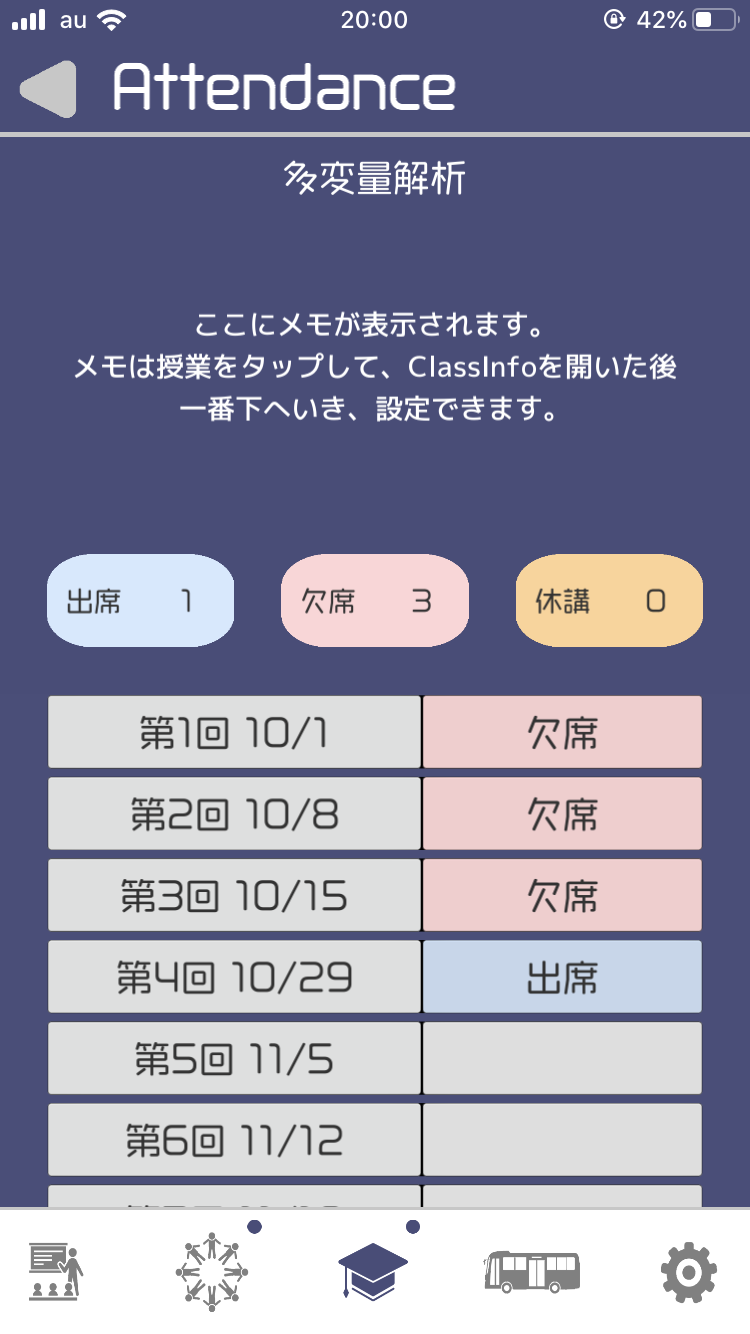 au 20:00 42%
Attendance
多変量解析
ここにメモが表示されます。
メモは授業をタップして、ClassInfoを開いた後
一番下へいき、設定できます。
出席 1 欠席 3 休講 0
第1回 10/1 欠席
第2回 10/8 欠席
第3回 10/15 欠席
第4回 10/29 出席
第5回 11/5
第6回 11/12